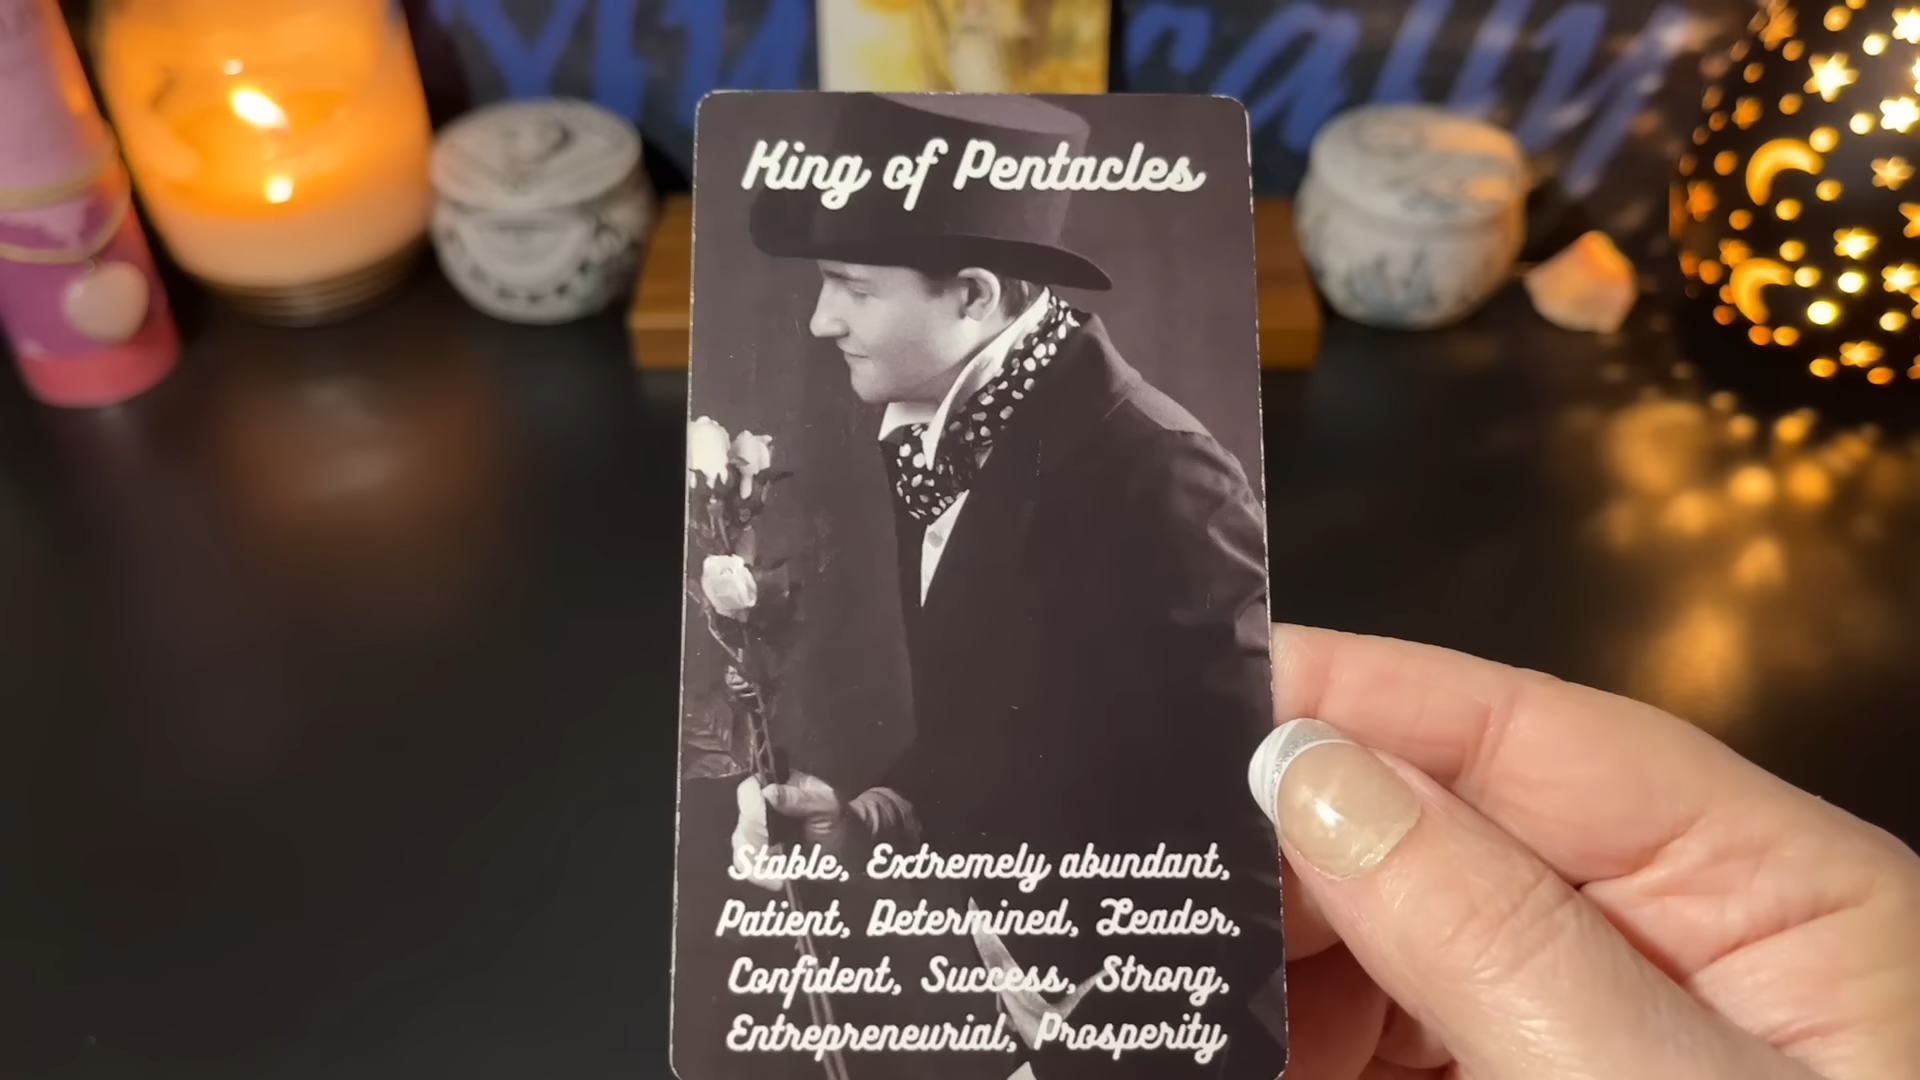 King of Pentacles
Stable, Extremely abundant,
Patient, Determined, Leader,
Confident, Success, Strong,
Entrepreneurial, Prosperity